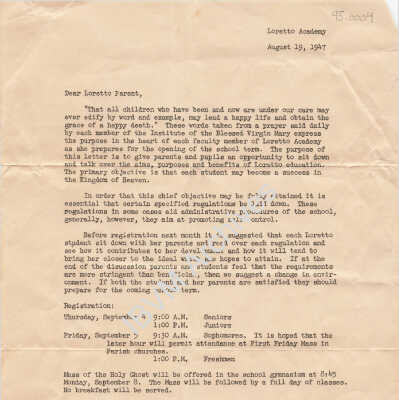 95.0004
Loretto Academy
August 19, 1947
Dear Loretto Parent,
"That all children who have been and now are under our care may
ever edify by word and example, may lead a happy life and obtain the
grace of a happy death." These words taken from a prayer said daily
by each member of the Institute of the Blessed Virgin Mary express
the purpose in the heart of each faculty member of Loretto Academy
as she prepares for the opening of the school term. The purpose of
this letter is to give parents and pupils an opportunity to sit down
and talk over the aims, purposes and benefits of Loretto education.
The primary objective is that each student may become a success in
the Kingdom of Heaven.
In order that this chief objective may be fully attained it is
essential that certain specified regulations be laid down. These
regulations in some cases aid administrative procedures of the school,
generally, however, they aim at promoting self control.
Before registration next month it is suggested that each Loretto
student sit down with her parents and read over each regulation and
see how it contributes to her development and how it will tend to
bring her closer to the ideal which she hopes to attain. If at the
end of the discussion parents and students feel that the requirements
are more stringent than beneficial, then we suggest a change in environ-
ment. If both the student and her parents are satisfied they should
prepare for the coming school term.
Registration:
Thursday, September 4 9:00 A.M. Seniors
1:00 P.M. Juniors
Friday, September 5 9:30 A.M. Sophomores. It is hoped that the
later hour will permit attendance at First Friday Mass in
Parish churches.
1:00 P.M. Freshmen
Mass of the Holy Ghost will be offered in the school gymnasium at 8:45
Monday, September 8. The Mass will be followed by a full day of classes.
No breakfast will be served.